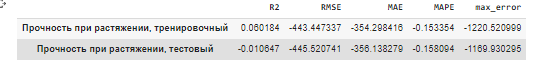 R2 RMSE MAE MAPE max_error
Прочность при растяжении, тренировочный 0.060184 -443.447337 -354.298416 -0.153354 -1220.520999
Прочность при растяжении, тестовый -0.010647 -445.520741 -356.138279 -0.158094 -1169.930295